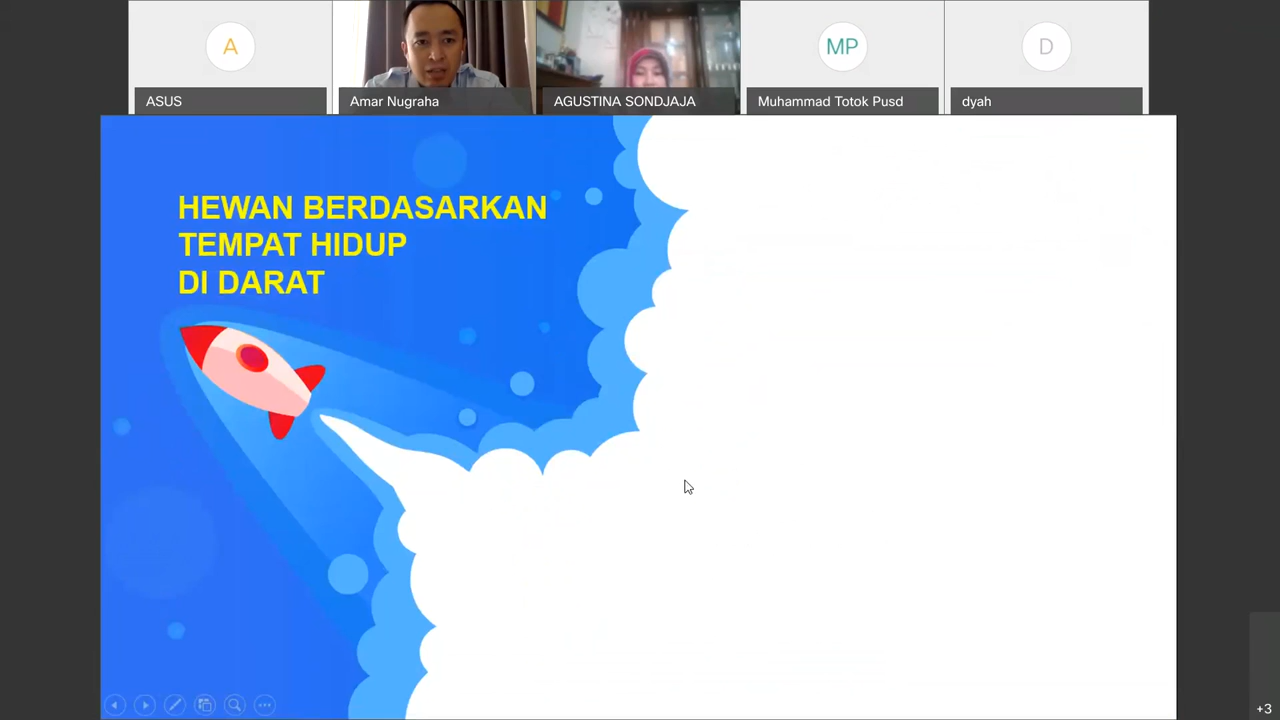 A
MP
D
ASUS
Amar Nugraha
AGUSTINA SONDJAJA
Muhammad Totok Pusd
dyah
HEWAN BERDASARKAN
TEMPAT HIDUP
DI DARAT
+3